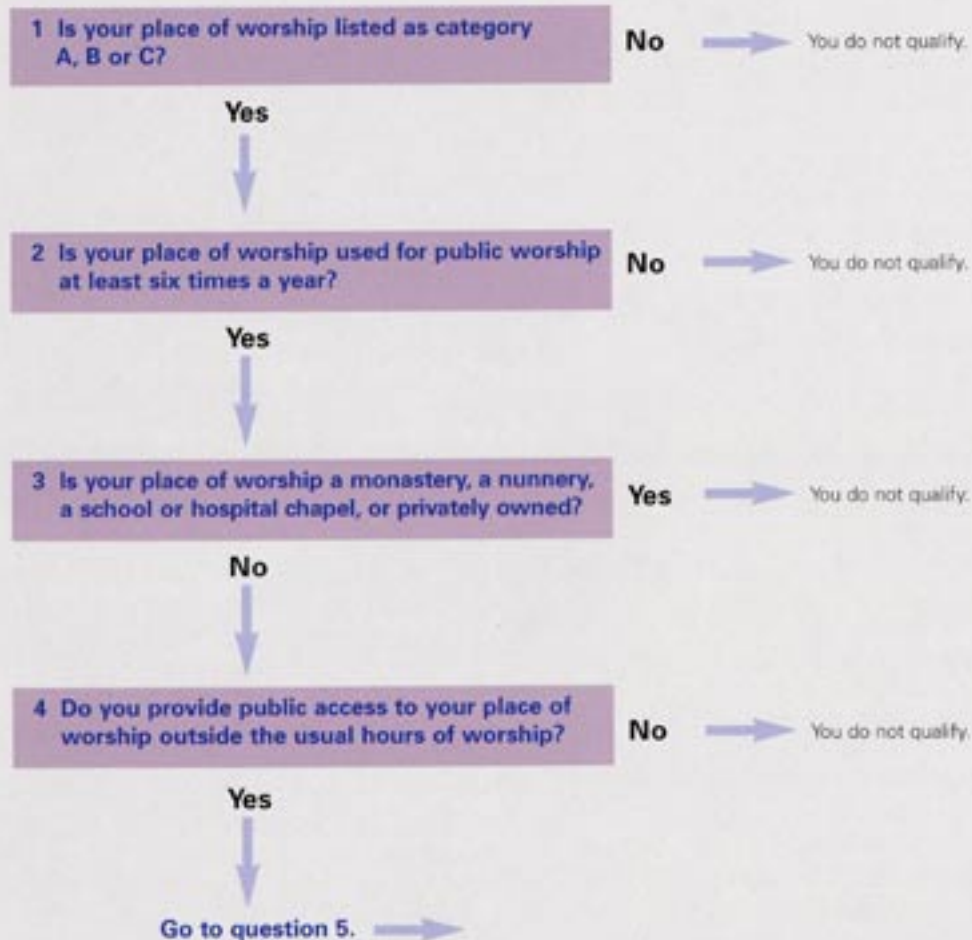 1 Is your place of worship listed as category
A, B or C?
No
You do not qualify.
Yes
2 Is your place of worship used for public worship
at least six times a year?
No
You do not qualify.
Yes
3 Is your place of worship a monastery, a nunnery,
a school or hospital chapel, or privately owned?
Yes
You do not qualify.
No
4 Do you provide public access to your place of
worship outside the usual hours of worship?
No
You do not qualify.
Yes
Go to question 5.